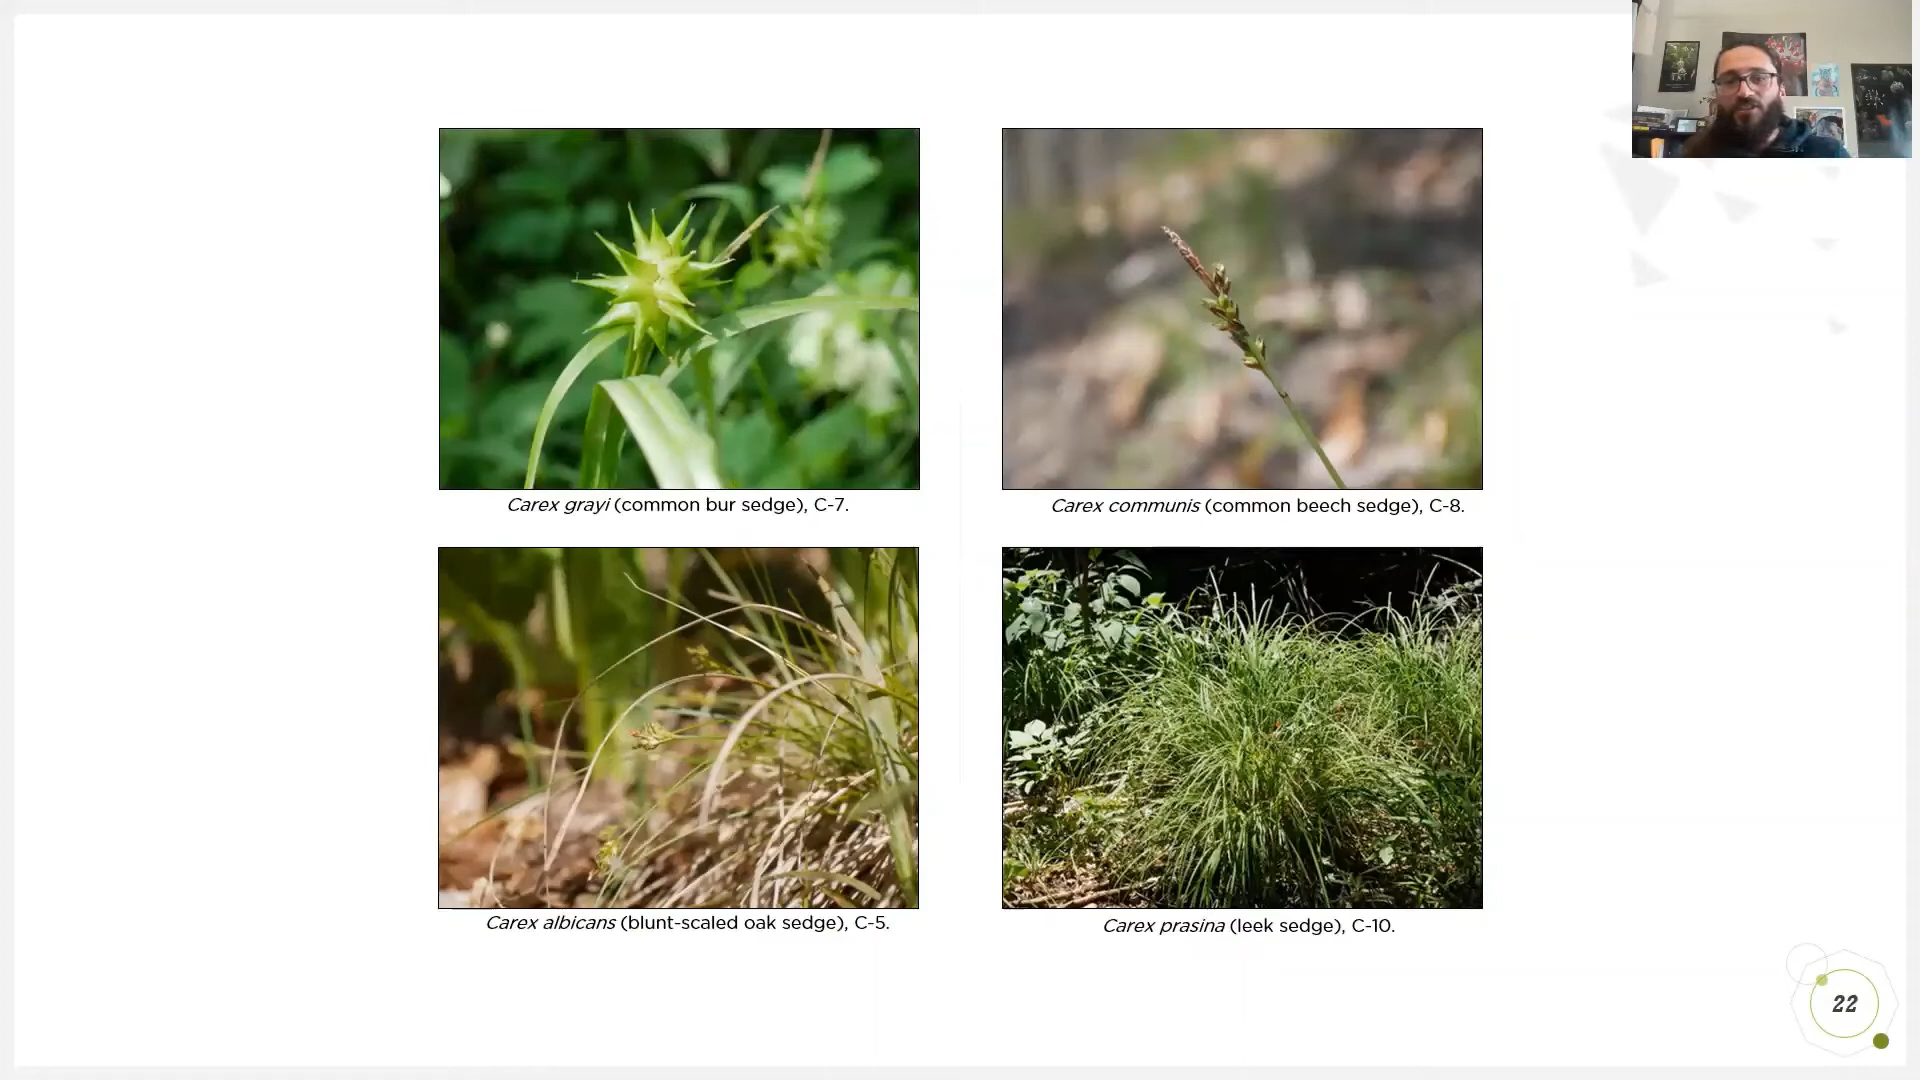 Carex grayi (common bur sedge), C-7.
Carex communis (common beech sedge), C-8.
Carex albicans (blunt-scaled oak sedge), C-5.
Carex prasina (leek sedge), C-10.
22